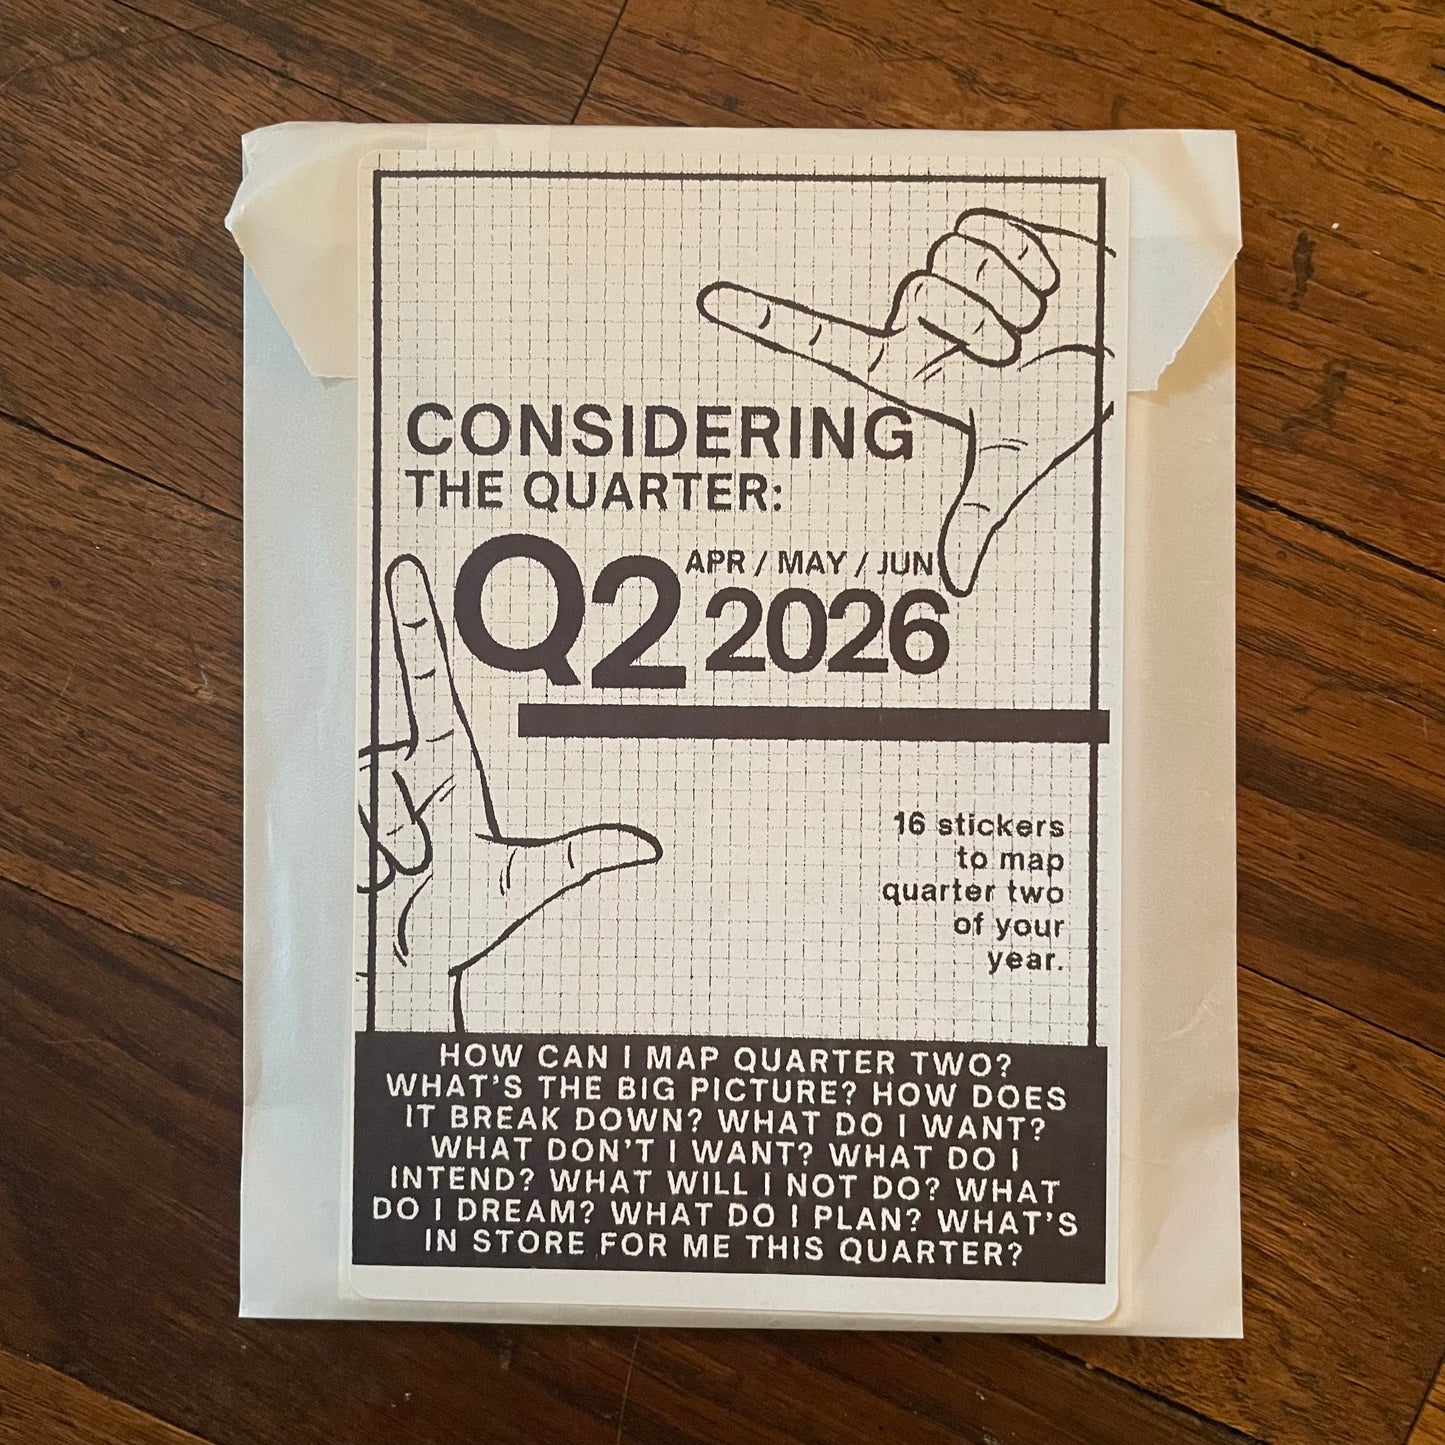 CONSIDERING
THE QUARTER:
Q2 APR / MAY / JUN
2026
16 stickers
to map
quarter two
of your
year.
HOW CAN I MAP QUARTER TWO?
WHAT'S THE BIG PICTURE? HOW DOES
IT BREAK DOWN? WHAT DO I WANT?
WHAT DON'T I WANT? WHAT DO I
INTEND? WHAT WILL I NOT DO? WHAT
DO I DREAM? WHAT DO I PLAN? WHAT'S
IN STORE FOR ME THIS QUARTER?